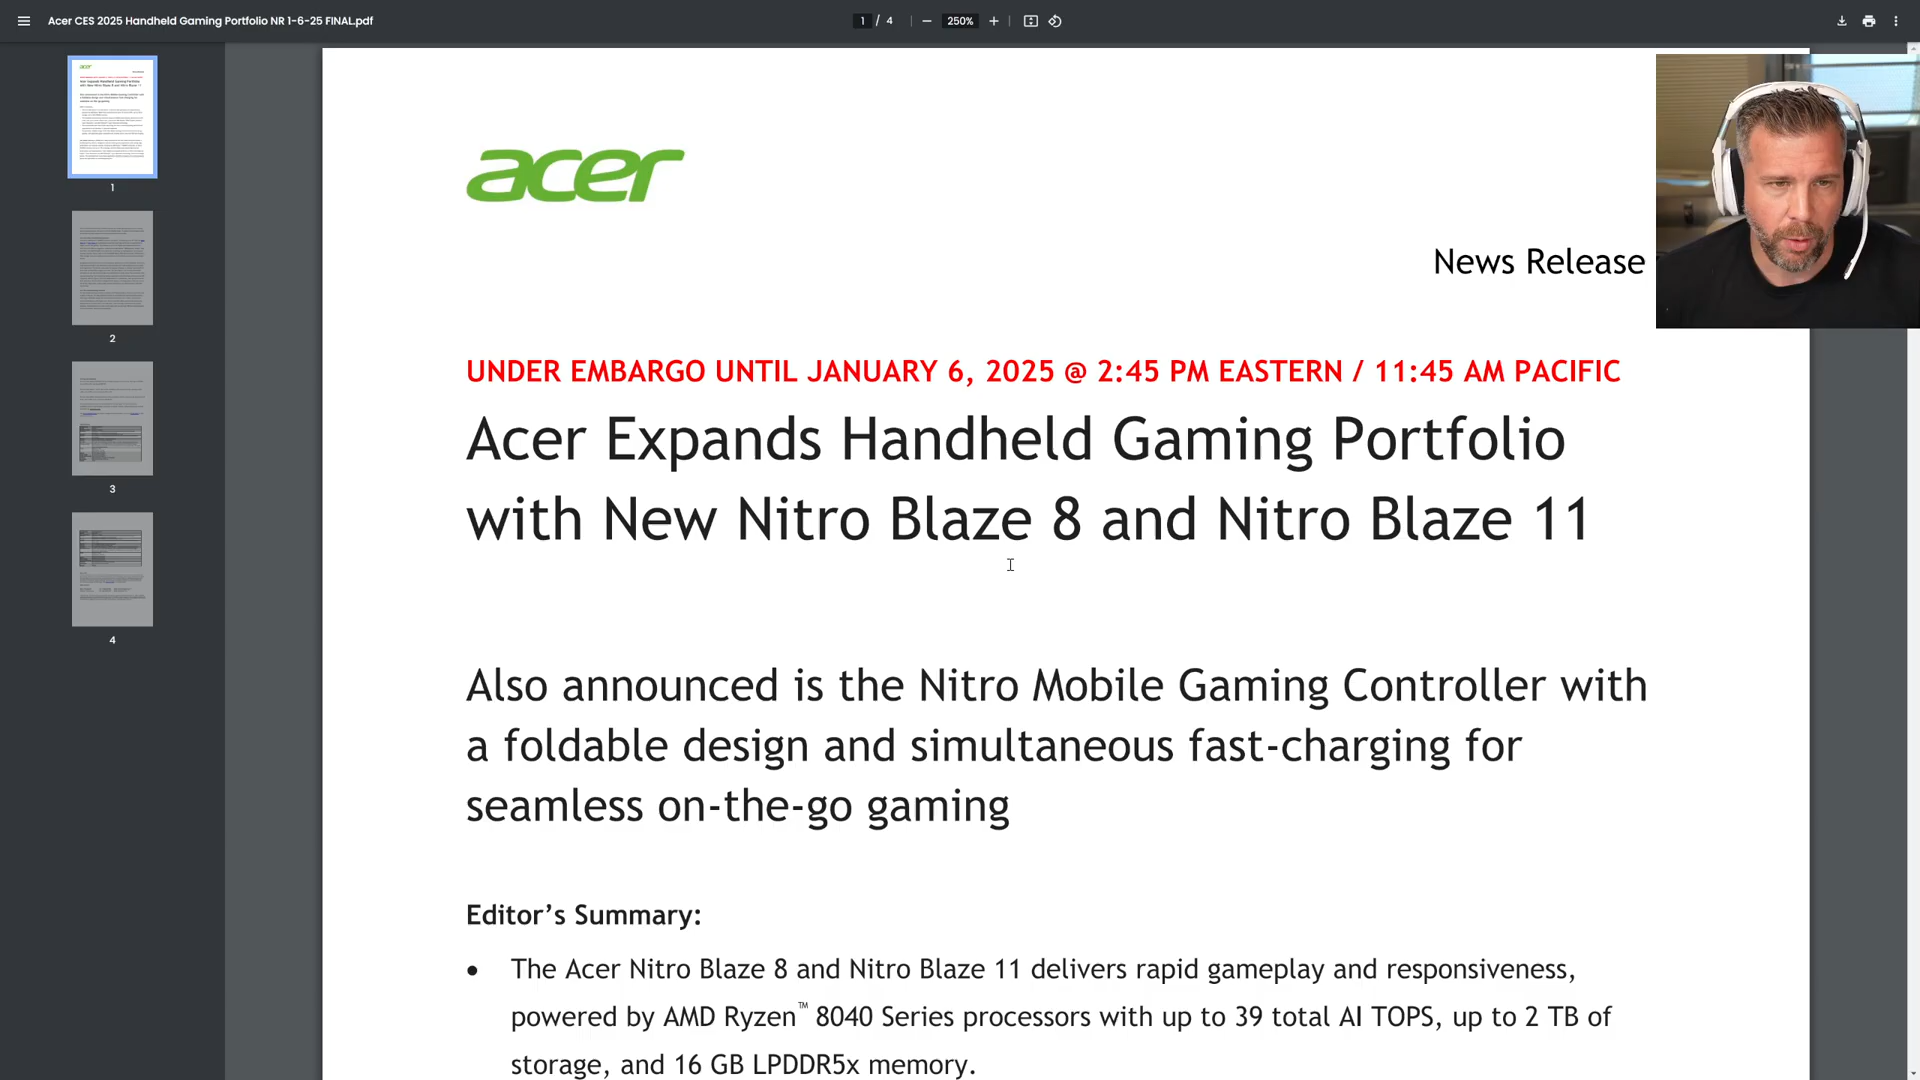 Acer CES 2025 Handheld Gaming Portfolio NR 1-6-25 FINAL.pdf
1 / 4
250%
1
2
3
4
acer
News Release
UNDER EMBARGO UNTIL JANUARY 6, 2025 @ 2:45 PM EASTERN / 11:45 AM PACIFIC
Acer Expands Handheld Gaming Portfolio
with New Nitro Blaze 8 and Nitro Blaze 11
Also announced is the Nitro Mobile Gaming Controller with
a foldable design and simultaneous fast-charging for
seamless on-the-go gaming
Editor’s Summary:
• The Acer Nitro Blaze 8 and Nitro Blaze 11 delivers rapid gameplay and responsiveness,
powered by AMD Ryzen™ 8040 Series processors with up to 39 total AI TOPS, up to 2 TB of
storage, and 16 GB LPDDR5x memory.